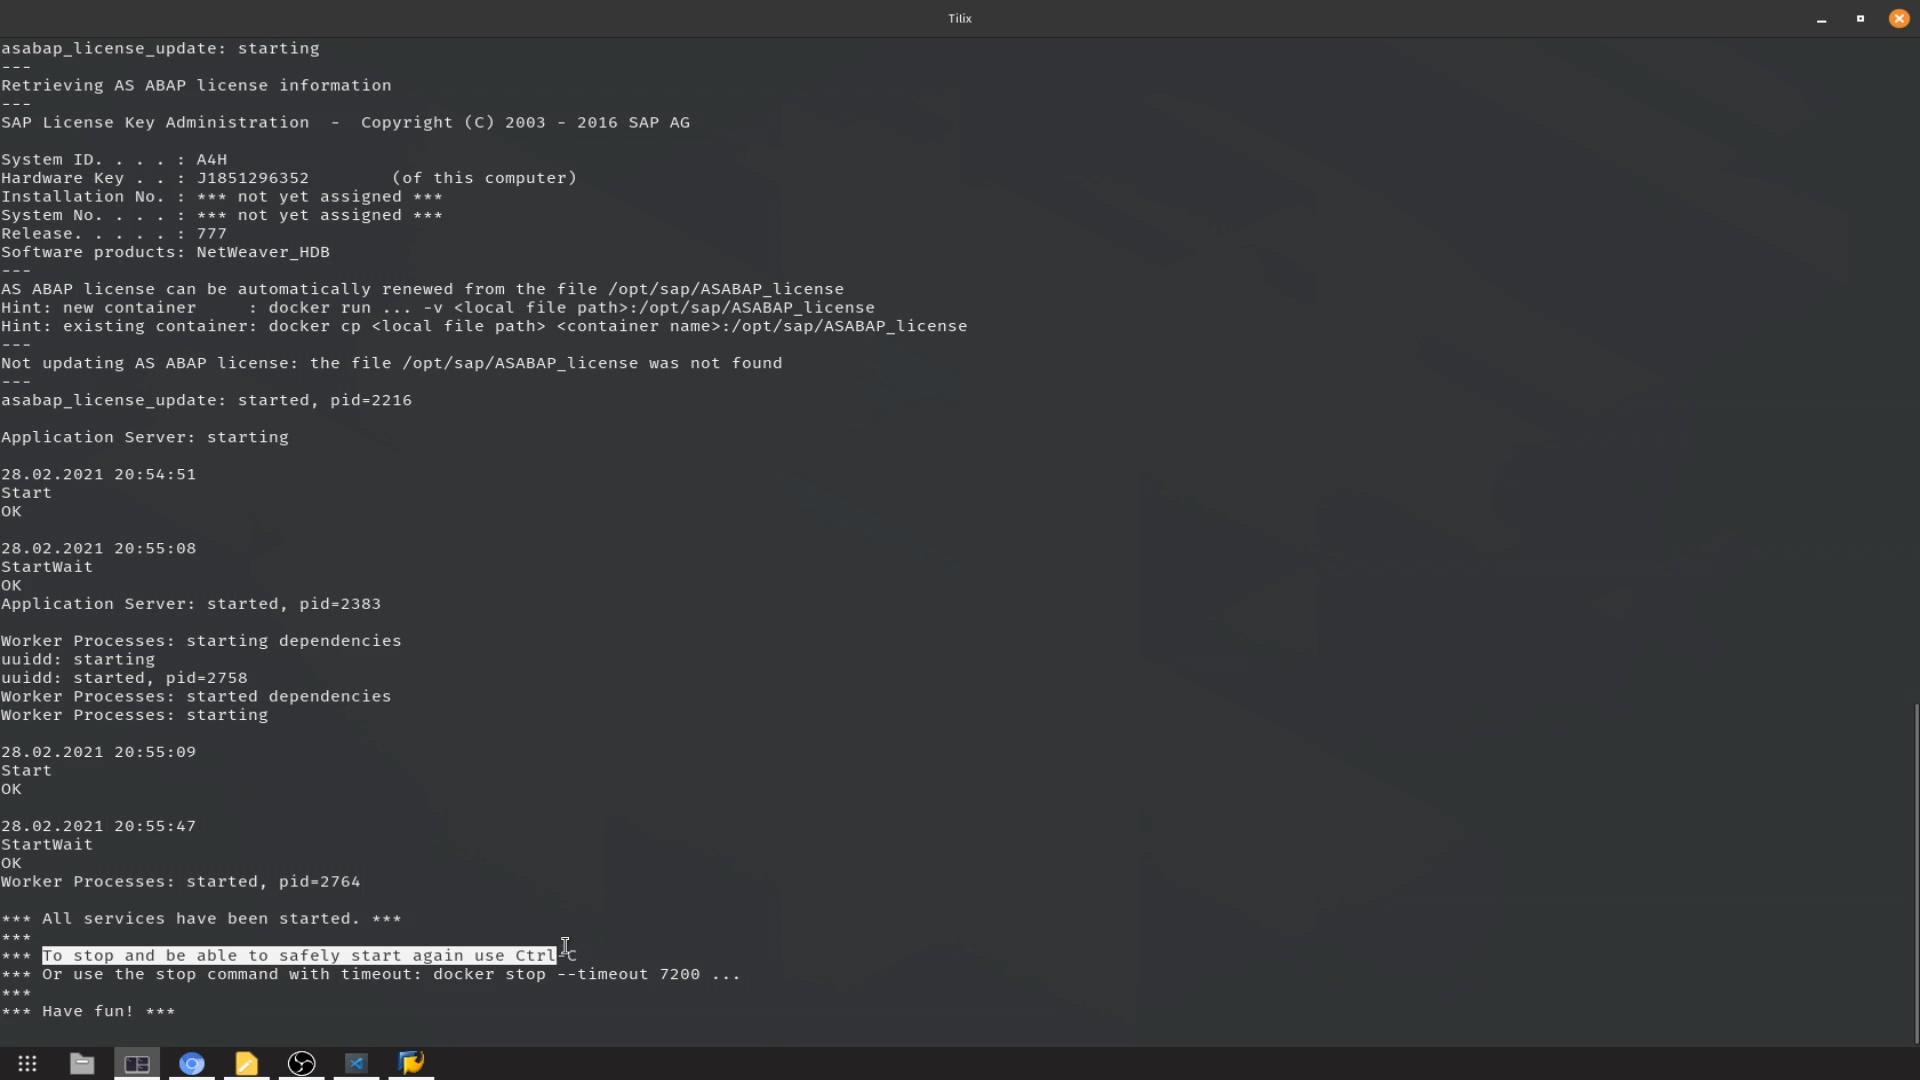 Tilix
asabap_license_update: starting
---
Retrieving AS ABAP license information
---
SAP License Key Administration  -  Copyright (C) 2003 - 2016 SAP AG
System ID. . . . : A4H
Hardware Key . . : J1851296352        (of this computer)
Installation No. : *** not yet assigned ***
System No. . . . : *** not yet assigned ***
Release. . . . . : 777
Software products: NetWeaver_HDB
---
AS ABAP license can be automatically renewed from the file /opt/sap/ASABAP_license
Hint: new container     : docker run ... -v <local file path>:/opt/sap/ASABAP_license
Hint: existing container: docker cp <local file path> <container name>:/opt/sap/ASABAP_license
---
Not updating AS ABAP license: the file /opt/sap/ASABAP_license was not found
---
asabap_license_update: started, pid=2216
Application Server: starting
28.02.2021 20:54:51
Start
OK
28.02.2021 20:55:08
StartWait
OK
Application Server: started, pid=2383
Worker Processes: starting dependencies
uuidd: starting
uuidd: started, pid=2758
Worker Processes: started dependencies
Worker Processes: starting
28.02.2021 20:55:09
Start
OK
28.02.2021 20:55:47
StartWait
OK
Worker Processes: started, pid=2764
*** All services have been started. ***
***
*** To stop and be able to safely start again use Ctrl-C
*** Or use the stop command with timeout: docker stop --timeout 7200 ...
***
*** Have fun! ***